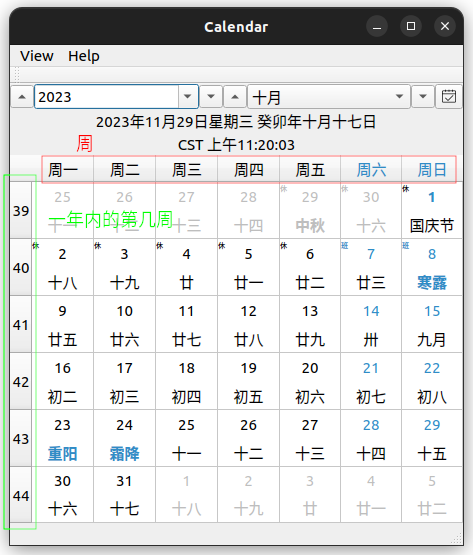 Calendar
View Help
2023 十月
2023年11月29日星期三 癸卯年十月十七日
周 CST 上午11:20:03
周一 周二 周三 周四 周五 周六 周日
39 25 26 27 28 休 29 休 30 休 1
一年内的第几周
十一 十二 十三 十四 中秋 十六 国庆节
40 休 2 休 3 休 4 休 5 休 6 班 7 班 8
十八 十九 廿 廿一 廿二 廿三 寒露
41 9 10 11 12 13 14 15
廿五 廿六 廿七 廿八 廿九 卅 九月
42 16 17 18 19 20 21 22
初二 初三 初四 初五 初六 初七 初八
43 23 24 25 26 27 28 29
重阳 霜降 十一 十二 十三 十四 十五
44 30 31 1 2 3 4 5
十六 十七 十八 十九 廿 廿一 廿二